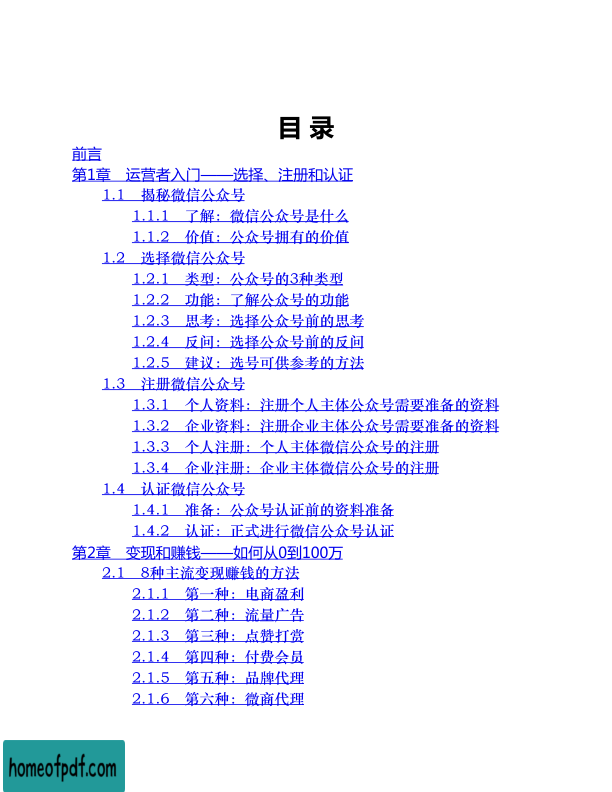 目 录
前言
第1章　运营者入门——选择、注册和认证
1.1　揭秘微信公众号
1.1.1　了解：微信公众号是什么
1.1.2　价值：公众号拥有的价值
1.2　选择微信公众号
1.2.1　类型：公众号的3种类型
1.2.2　功能：了解公众号的功能
1.2.3　思考：选择公众号前的思考
1.2.4　反问：选择公众号前的反问
1.2.5　建议：选号可供参考的方法
1.3　注册微信公众号
1.3.1　个人资料：注册个人主体公众号需要准备的资料
1.3.2　企业资料：注册企业主体公众号需要准备的资料
1.3.3　个人注册：个人主体微信公众号的注册
1.3.4　企业注册：企业主体微信公众号的注册
1.4　认证微信公众号
1.4.1　准备：公众号认证前的资料准备
1.4.2　认证：正式进行微信公众号认证
第2章　变现和赚钱——如何从0到100万
2.1　8种主流变现赚钱的方法
2.1.1　第一种：电商盈利
2.1.2　第二种：流量广告
2.1.3　第三种：点赞打赏
2.1.4　第四种：付费会员
2.1.5　第五种：品牌代理
2.1.6　第六种：微商代理
homeofpdf.com